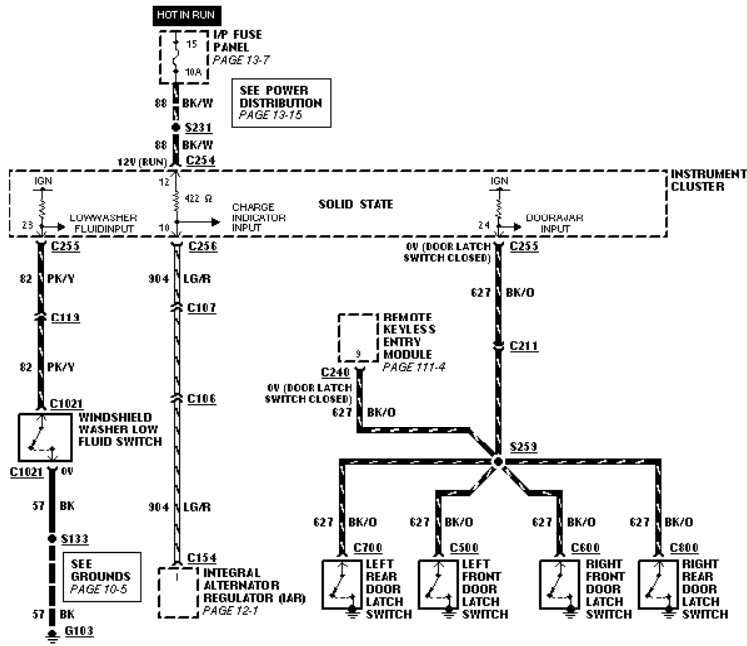 HOT IN RUN
I/P FUSE
PANEL
PAGE 13-7
15
10A
SEE POWER
DISTRIBUTION
PAGE 13-15
88 BK/W
S231
88 BK/W
12V (RUN) C254
INSTRUMENT
CLUSTER
IGN
12
422 Ω
SOLID STATE
IGN
LOWWASHER
FLUIDINPUT
23
CHARGE
INDICATOR
INPUT
10
DOORAJAR
INPUT
24
C255
C256
0V (DOOR LATCH
SWITCH CLOSED)
C255
82 PK/Y
904 LG/R
627 BK/O
C119
C107
REMOTE
KEYLESS
ENTRY
MODULE
PAGE 111-4
9
C211
82 PK/Y
C240
0V (DOOR LATCH
SWITCH CLOSED)
627 BK/O
C106
C1021
WINDSHIELD
WASHER LOW
FLUID SWITCH
C1021 0V
S259
57 BK
904 LG/R
627 BK/O
627 BK/O
627 BK/O
627 BK/O
S133
SEE
GROUNDS
PAGE 10-5
C154
C700
C500
C600
C800
1
INTEGRAL
ALTERNATOR
REGULATOR (IAR)
PAGE 12-1
LEFT
REAR
DOOR
LATCH
SWITCH
LEFT
FRONT
DOOR
LATCH
SWITCH
RIGHT
FRONT
DOOR
LATCH
SWITCH
RIGHT
REAR
DOOR
LATCH
SWITCH
57 BK
G103